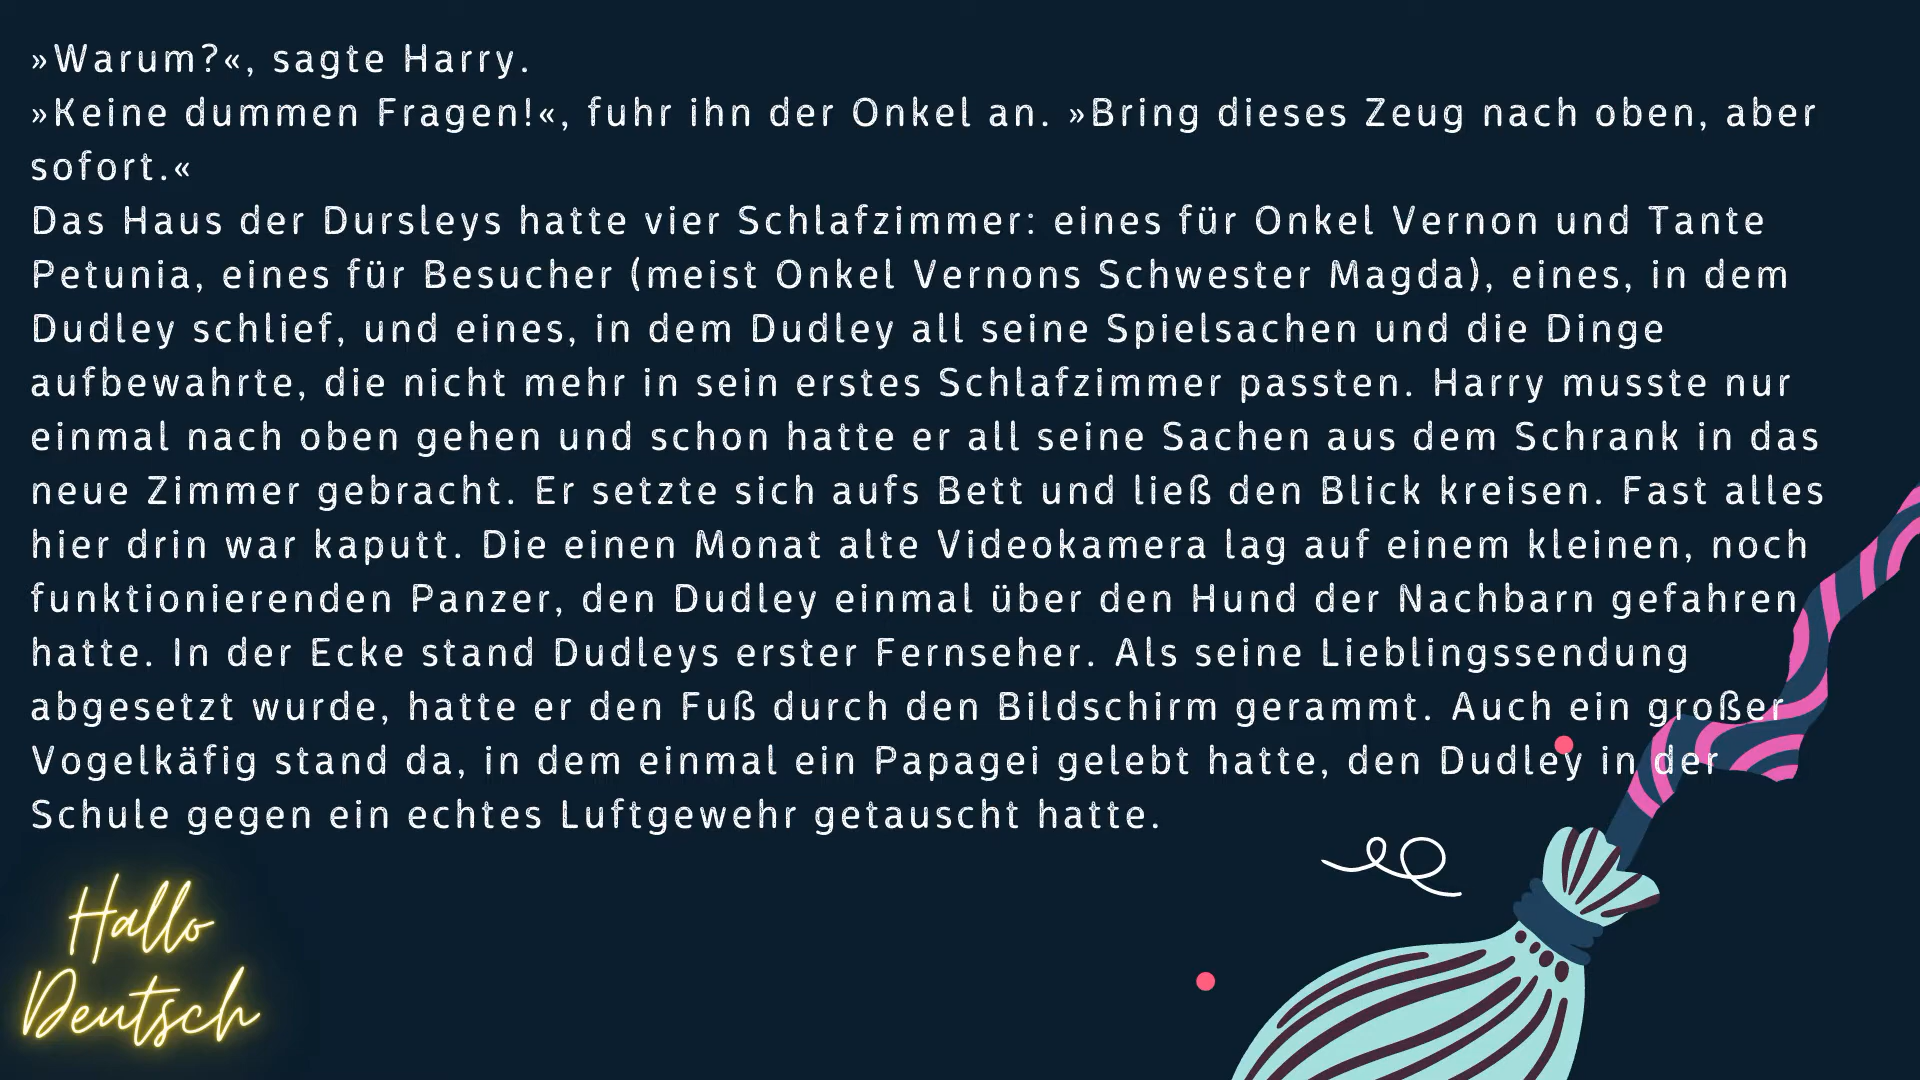 »Warum?«, sagte Harry.
»Keine dummen Fragen!«, fuhr ihn der Onkel an. »Bring dieses Zeug nach oben, aber
sofort.«
Das Haus der Dursleys hatte vier Schlafzimmer: eines für Onkel Vernon und Tante
Petunia, eines für Besucher (meist Onkel Vernons Schwester Magda), eines, in dem
Dudley schlief, und eines, in dem Dudley all seine Spielsachen und die Dinge
aufbewahrte, die nicht mehr in sein erstes Schlafzimmer passten. Harry musste nur
einmal nach oben gehen und schon hatte er all seine Sachen aus dem Schrank in das
neue Zimmer gebracht. Er setzte sich aufs Bett und ließ den Blick kreisen. Fast alles
hier drin war kaputt. Die einen Monat alte Videokamera lag auf einem kleinen, noch
funktionierenden Panzer, den Dudley einmal über den Hund der Nachbarn gefahren
hatte. In der Ecke stand Dudleys erster Fernseher. Als seine Lieblingssendung
abgesetzt wurde, hatte er den Fuß durch den Bildschirm gerammt. Auch ein großer
Vogelkäfig stand da, in dem einmal ein Papagei gelebt hatte, den Dudley in der
Schule gegen ein echtes Luftgewehr getauscht hatte.
Hallo
Deutsch